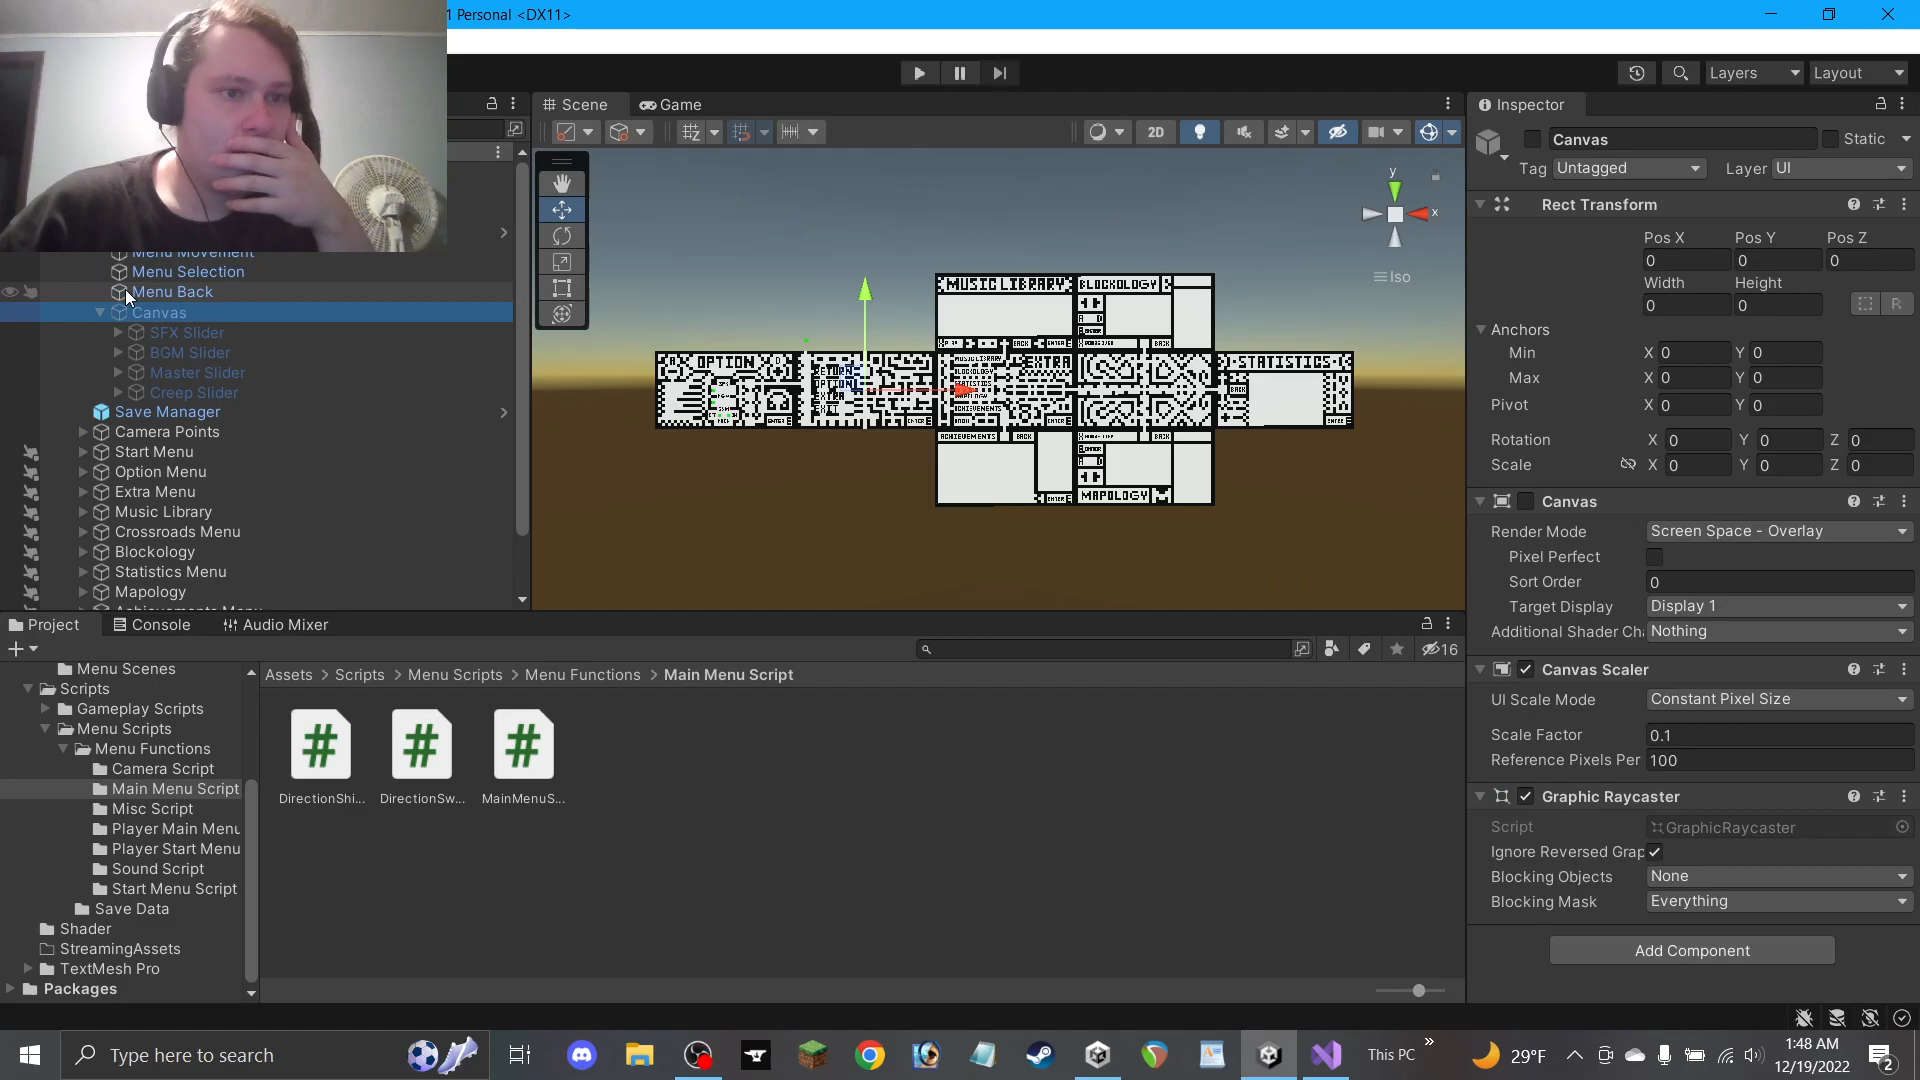 1 Personal <DX11>
Layers
Layout
Scene
Game
Inspector
2D
Canvas
Static
Tag
Untagged
Layer
UI
Menu Movement
Menu Selection
Menu Back
Canvas
SFX Slider
BGM Slider
Master Slider
Creep Slider
Save Manager
Camera Points
Start Menu
Option Menu
Extra Menu
Music Library
Crossroads Menu
Blockology
Statistics Menu
Mapology
Achievements Menu
y
x
Iso
MUSIC LIBRARY
BLOCKOLOGY
OPTION
RETURN
OPTION
EXTRA
EXIT
EXTRA
STATISTICS
ACHIEVEMENTS
BACK
MAPOLOGY
Rect Transform
Pos X
Pos Y
Pos Z
0
0
0
Width
Height
0
0
Anchors
Min
X 0
Y 0
Max
X 0
Y 0
Pivot
X 0
Y 0
Rotation
X 0
Y 0
Z 0
Scale
X 0
Y 0
Z 0
Canvas
Render Mode
Screen Space - Overlay
Pixel Perfect
Sort Order
0
Target Display
Display 1
Additional Shader Cha
Nothing
Canvas Scaler
UI Scale Mode
Constant Pixel Size
Scale Factor
0.1
Reference Pixels Per
100
Graphic Raycaster
Script
GraphicRaycaster
Ignore Reversed Grap
Blocking Objects
None
Blocking Mask
Everything
Add Component
Project
Console
Audio Mixer
16
Menu Scenes
Scripts
Gameplay Scripts
Menu Scripts
Menu Functions
Camera Script
Main Menu Script
Misc Script
Player Main Menu
Player Start Menu
Sound Script
Start Menu Script
Save Data
Shader
StreamingAssets
TextMesh Pro
Packages
Assets > Scripts > Menu Scripts > Menu Functions > Main Menu Script
DirectionShi...
DirectionSw...
MainMenuS...
Type here to search
This PC
29°F
1:48 AM
12/19/2022
2